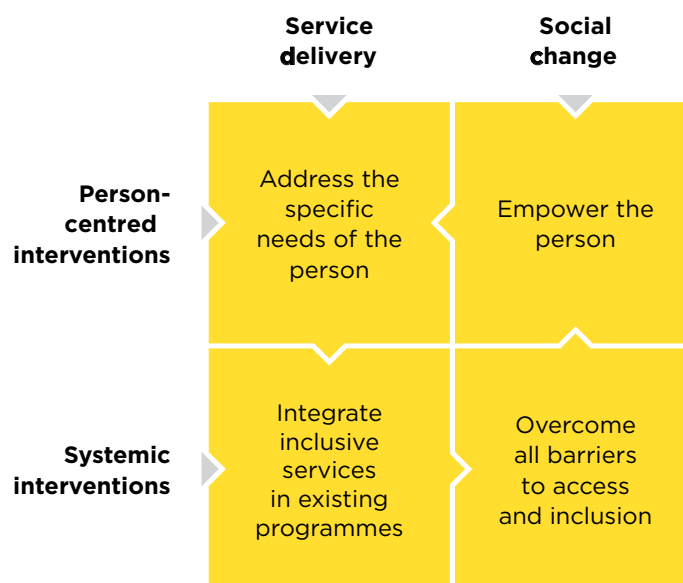 Service
delivery
Social
change
Person-
centred
interventions
Address the
specific
needs of the
person
Empower the
person
Systemic
interventions
Integrate
inclusive
services
in existing
programmes
Overcome
all barriers
to access
and inclusion